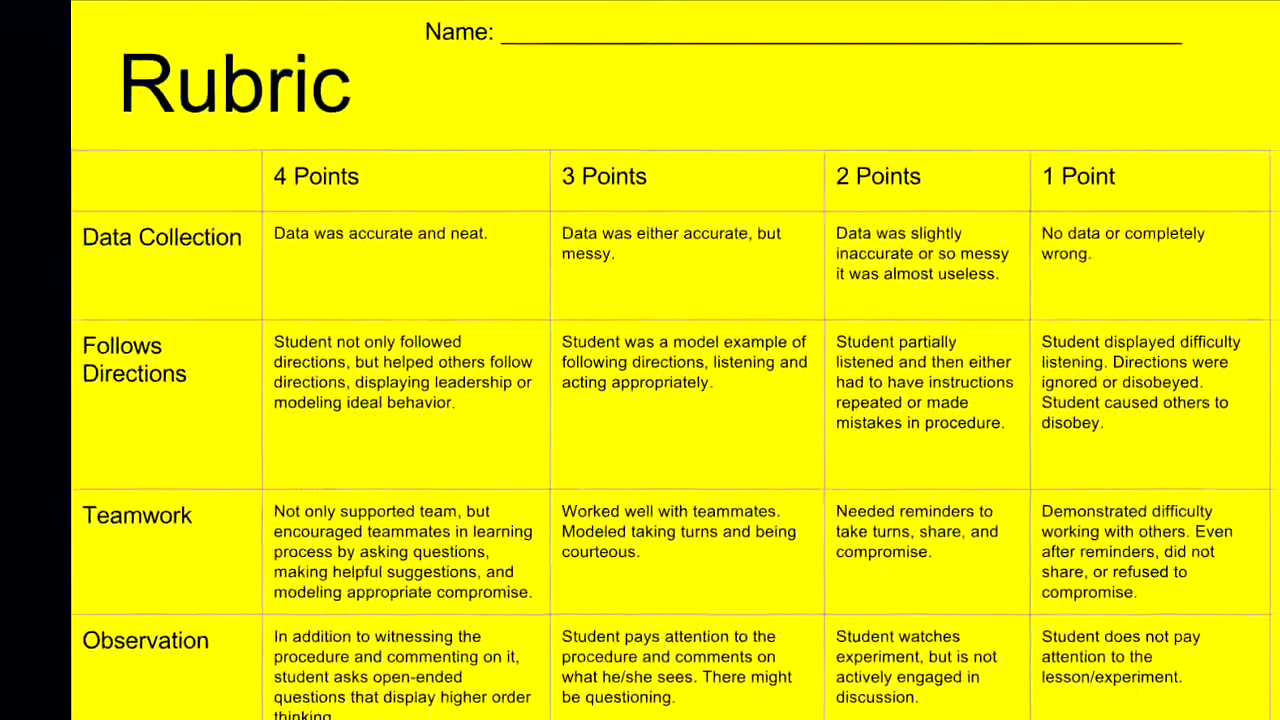 Name:
Rubric
4 Points
3 Points
2 Points
1 Point
Data Collection
Data was accurate and neat.
Data was either accurate, but
messy.
Data was slightly
inaccurate or so messy
it was almost useless.
No data or completely
wrong.
Follows
Directions
Student not only followed
directions, but helped others follow
directions, displaying leadership or
modeling ideal behavior.
Student was a model example of
following directions, listening and
acting appropriately.
Student partially
listened and then either
had to have instructions
repeated or made
mistakes in procedure.
Student displayed difficulty
listening. Directions were
ignored or disobeyed.
Student caused others to
disobey.
Teamwork
Not only supported team, but
encouraged teammates in learning
process by asking questions,
making helpful suggestions, and
modeling appropriate compromise.
Worked well with teammates.
Modeled taking turns and being
courteous.
Needed reminders to
take turns, share, and
compromise.
Demonstrated difficulty
working with others. Even
after reminders, did not
share, or refused to
compromise.
Observation
In addition to witnessing the
procedure and commenting on it,
student asks open-ended
questions that display higher order
thinking
Student pays attention to the
procedure and comments on
what he/she sees. There might
be questioning.
Student watches
experiment, but is not
actively engaged in
discussion.
Student does not pay
attention to the
lesson/experiment.